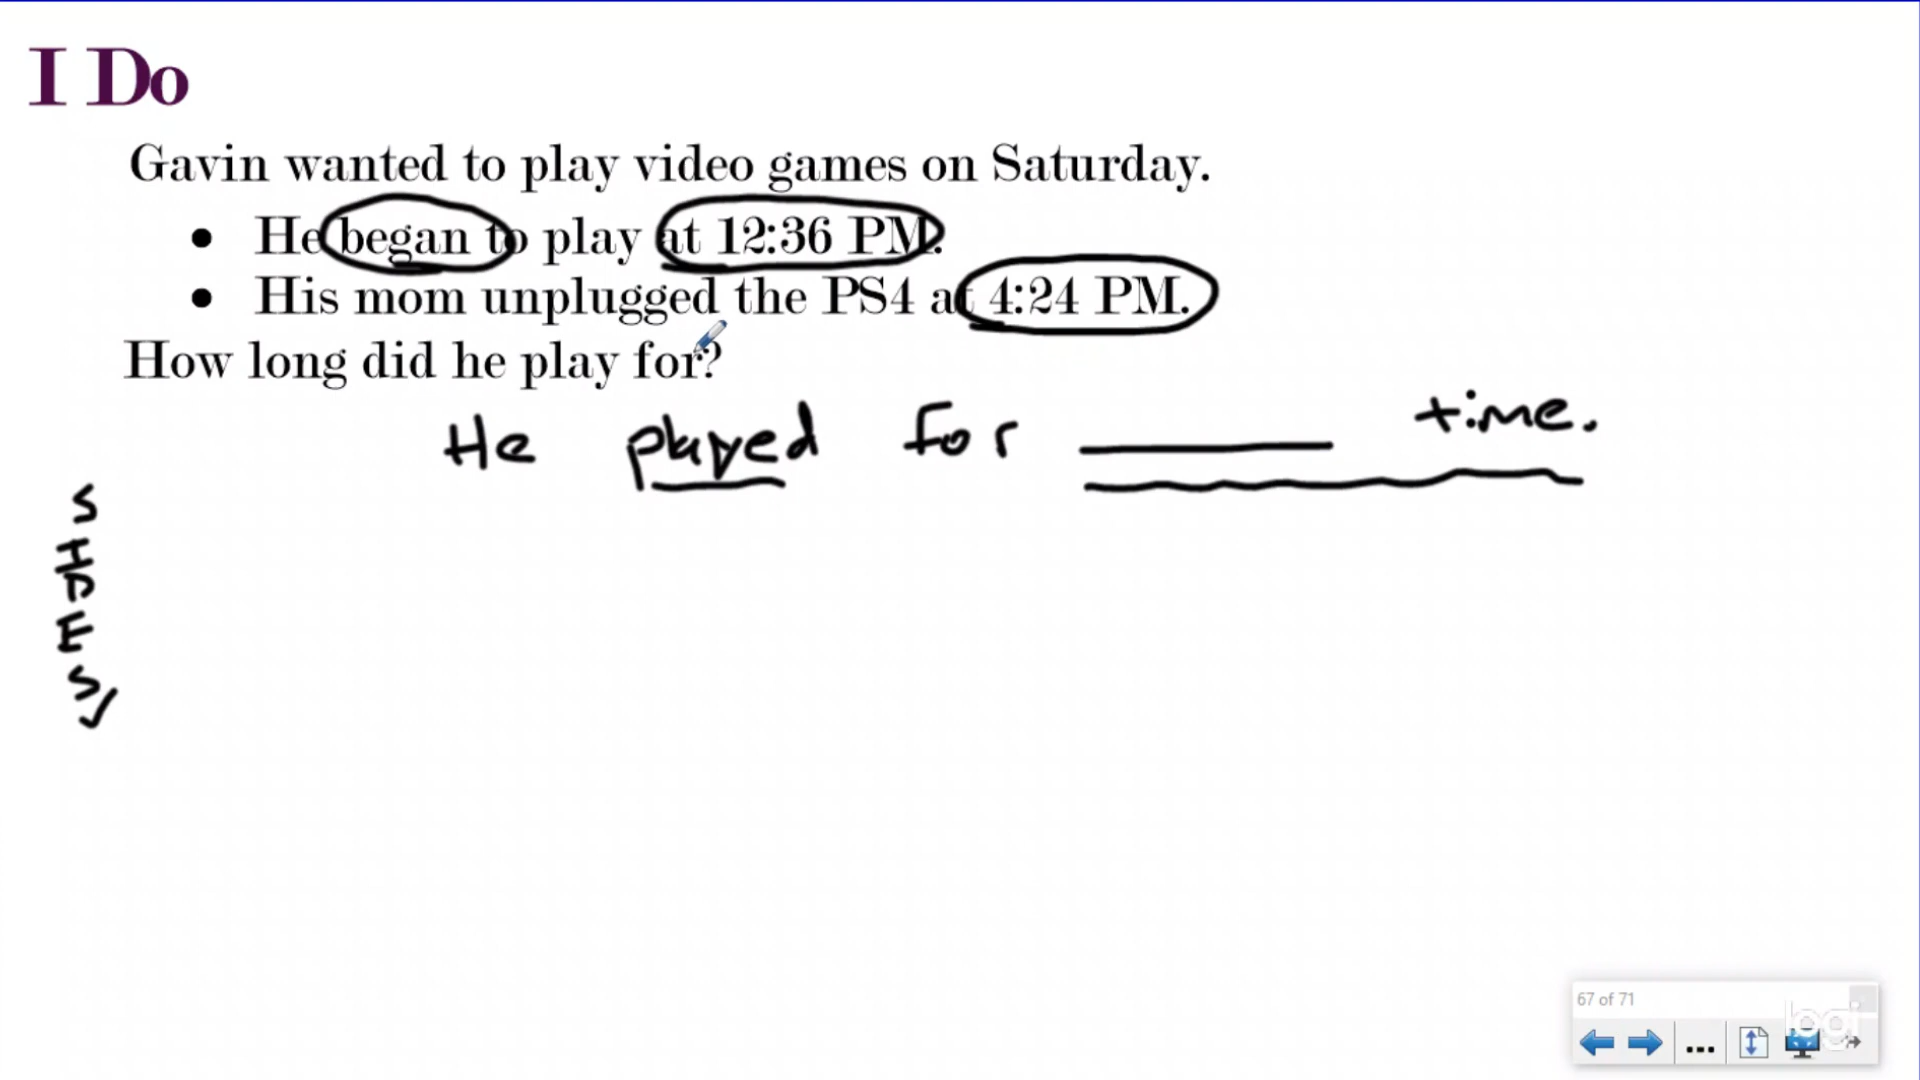 I Do
Gavin wanted to play video games on Saturday.
• He began to play at 12:36 PM.
• His mom unplugged the PS4 at 4:24 PM.
How long did he play for?
He played for ______ time.
S
I
D
E
S
67 of 71
logi
...